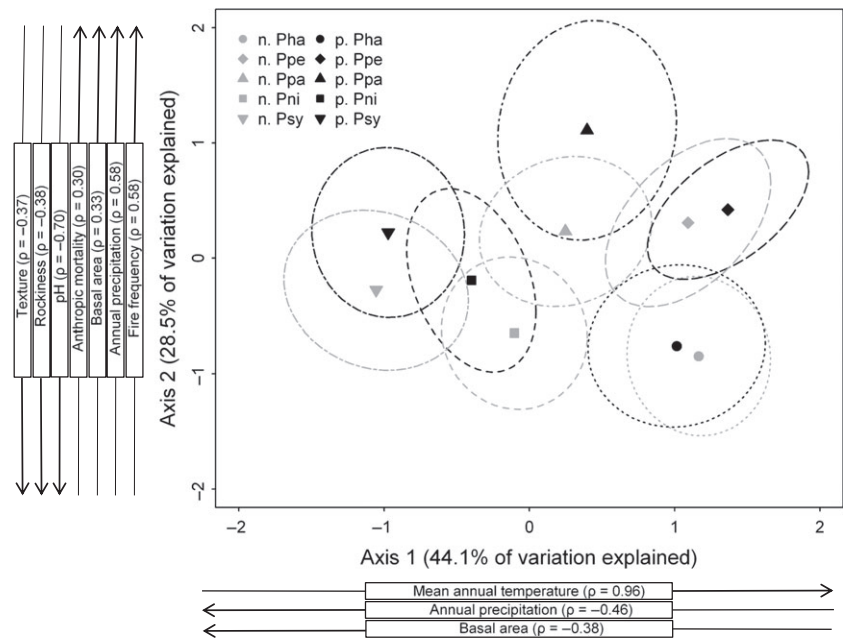 Texture (ρ = –0.37)
Rockiness (ρ = –0.38)
pH (ρ = –0.70)
Anthropic mortality (ρ = 0.30)
Basal area (ρ = 0.33)
Annual precipitation (ρ = 0.58)
Fire frequency (ρ = 0.58)
Axis 2 (28.5% of variation explained)
2
1
0
–1
–2
n. Pha p. Pha
n. Ppe p. Ppe
n. Ppa p. Ppa
n. Pni p. Pni
n. Psy p. Psy
–2 –1 0 1 2
Axis 1 (44.1% of variation explained)
Mean annual temperature (ρ = 0.96)
Annual precipitation (ρ = –0.46)
Basal area (ρ = –0.38)